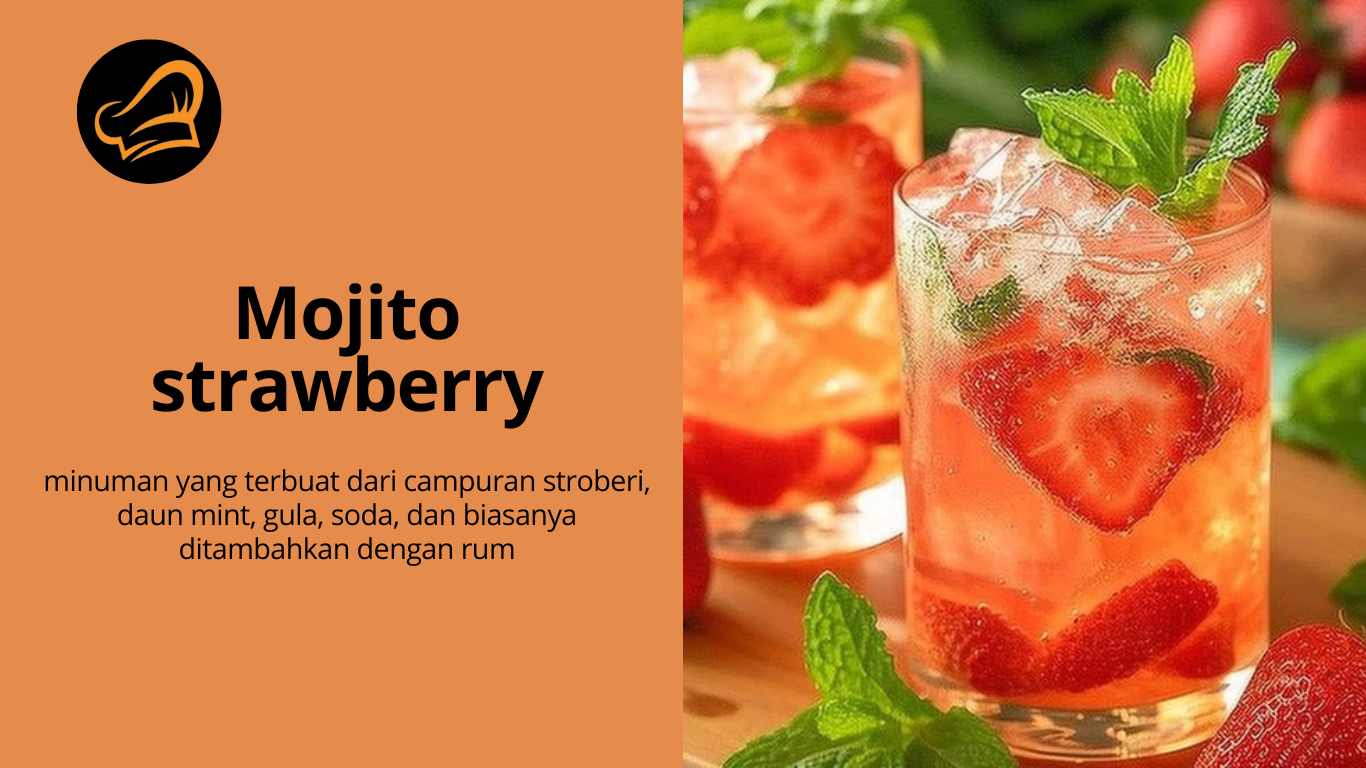 Mojito
strawberry
minuman yang terbuat dari campuran stroberi,
daun mint, gula, soda, dan biasanya
ditambahkan dengan rum